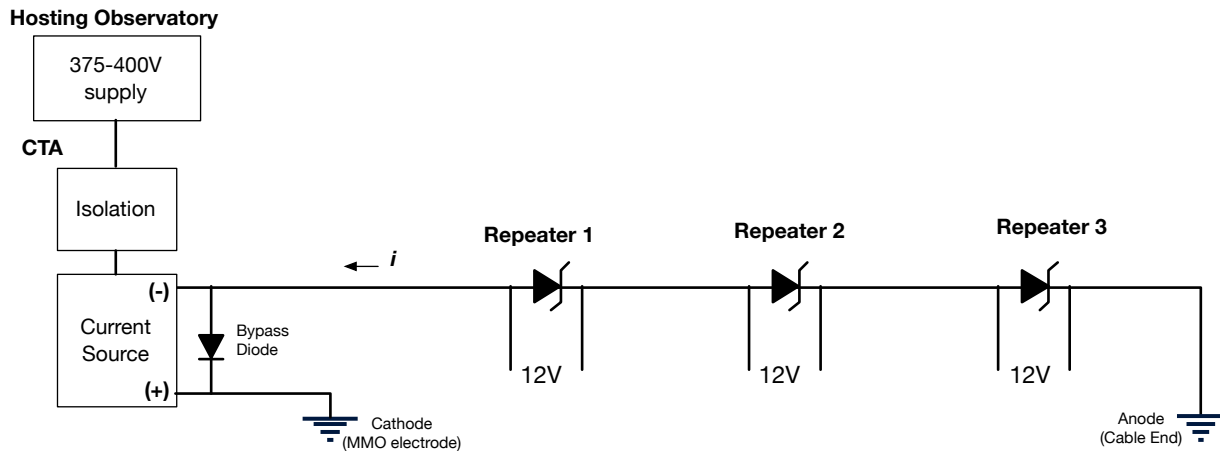 Hosting Observatory
375-400V
supply
CTA
Isolation
Current
Source
(-)
(+)
Bypass
Diode
i
Repeater 1
Repeater 2
Repeater 3
12V
12V
12V
Cathode
(MMO electrode)
Anode
(Cable End)